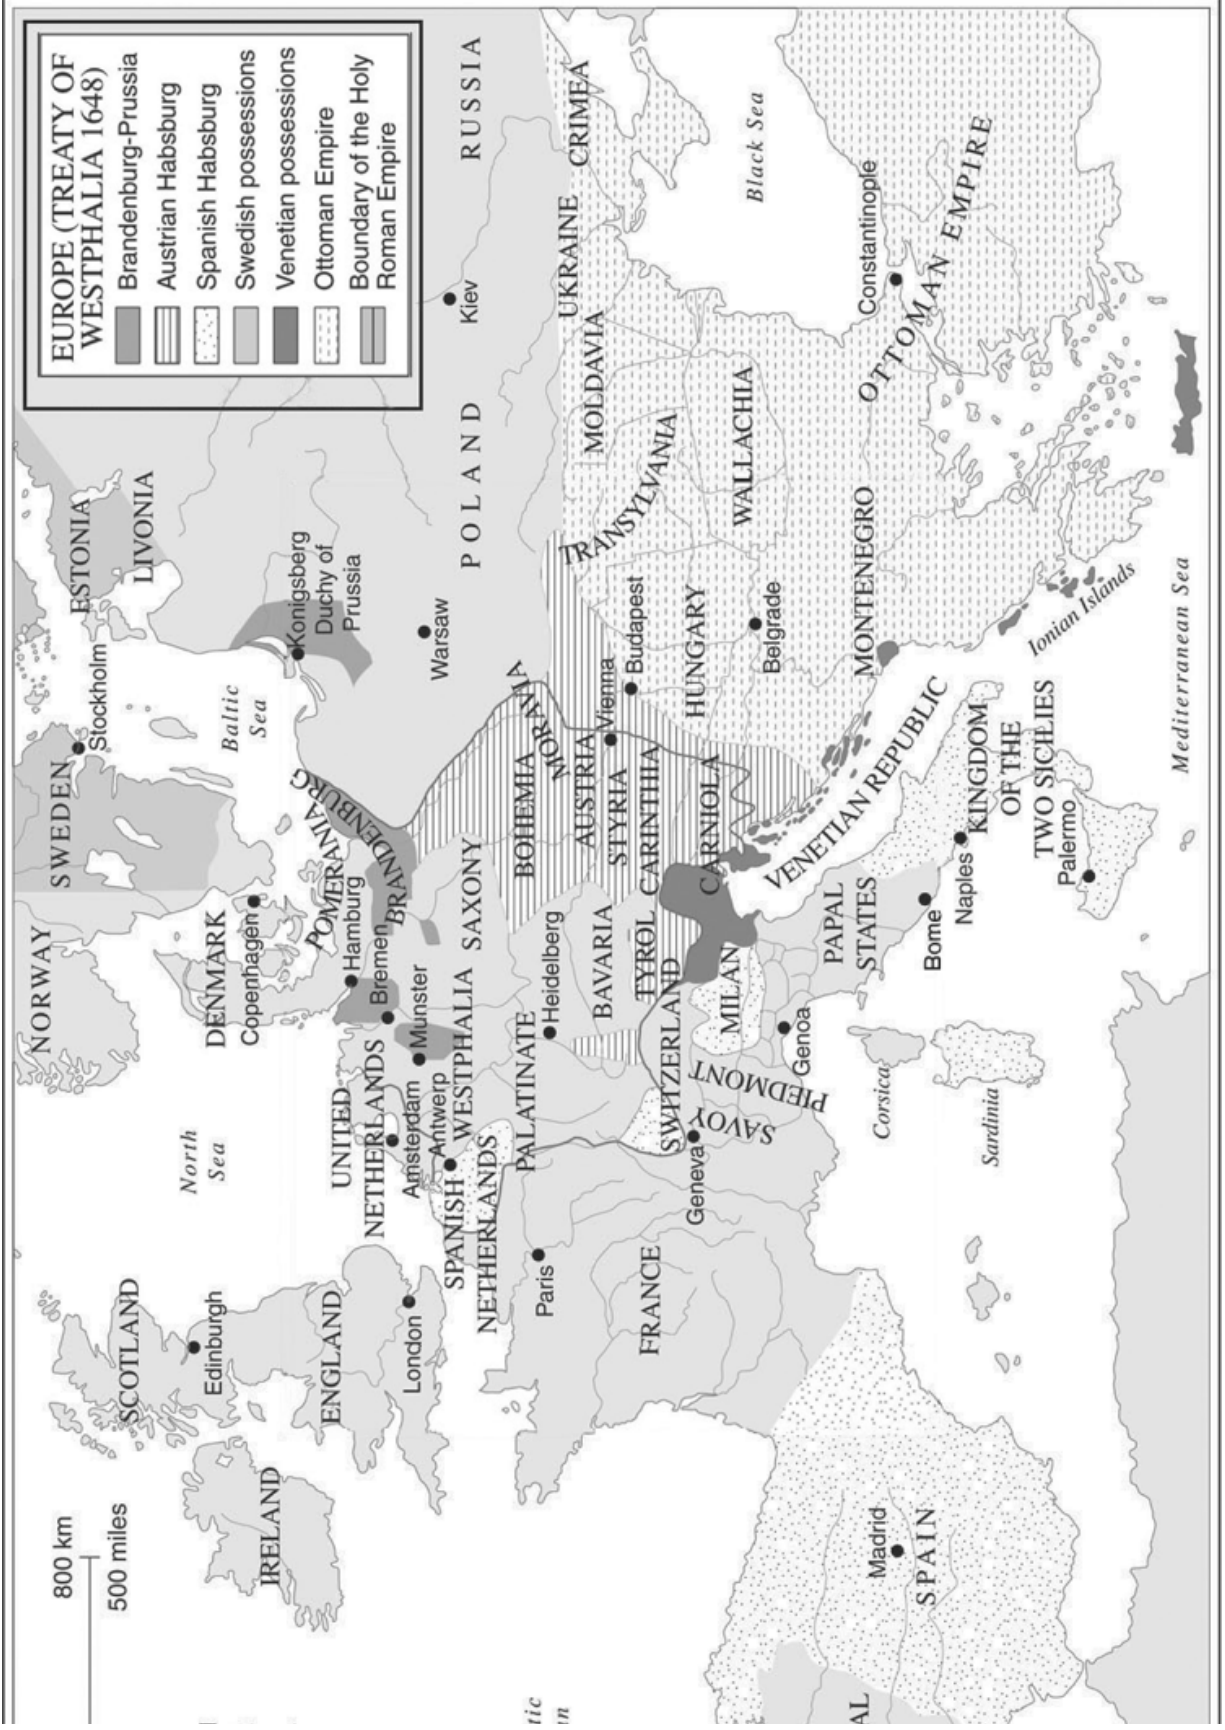 EUROPE (TREATY OF
WESTPHALIA 1648)
Brandenburg-Prussia
Austrian Habsburg
Spanish Habsburg
Swedish possessions
Venetian possessions
Ottoman Empire
Boundary of the Holy
Roman Empire
800 km
500 miles
SCOTLAND
Edinburgh
IRELAND
ENGLAND
London
North
Sea
NORWAY
SWEDEN
Stockholm
ESTONIA
LIVONIA
Baltic
Sea
DENMARK
Copenhagen
Konigsberg
Duchy of
Prussia
POMERANIA
BRANDENBURG
Hamburg
Bremen
Munster
UNITED
NETHERLANDS
Amsterdam
Antwerp
SPANISH
NETHERLANDS
WESTPHALIA
SAXONY
Warsaw
POLAND
RUSSIA
Kiev
PALATINATE
Heidelberg
BOHEMIA
MORAVIA
Paris
FRANCE
BAVARIA
AUSTRIA
Vienna
STYRIA
TYROL
CARINTHIA
CARNIOLA
Budapest
HUNGARY
TRANSYLVANIA
MOLDAVIA
UKRAINE
CRIMEA
WALLACHIA
Belgrade
Black Sea
SWITZERLAND
Geneva
SAVOY
PIEDMONT
MILAN
Genoa
VENETIAN REPUBLIC
MONTENEGRO
OTTOMAN EMPIRE
Constantinople
PAPAL
STATES
Bome
Corsica
Sardinia
Naples
KINGDOM
OF THE
TWO SICILIES
Palermo
Ionian Islands
Mediterranean Sea
Madrid
SPAIN
tic
an
AL